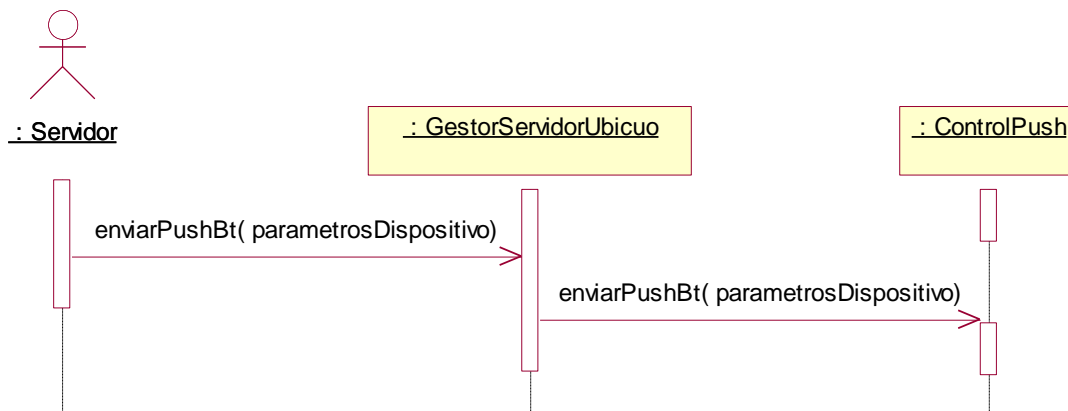 : Servidor
: GestorServidorUbicuo
: ControlPush
enviarPushBt( parametrosDispositivo)
enviarPushBt( parametrosDispositivo)